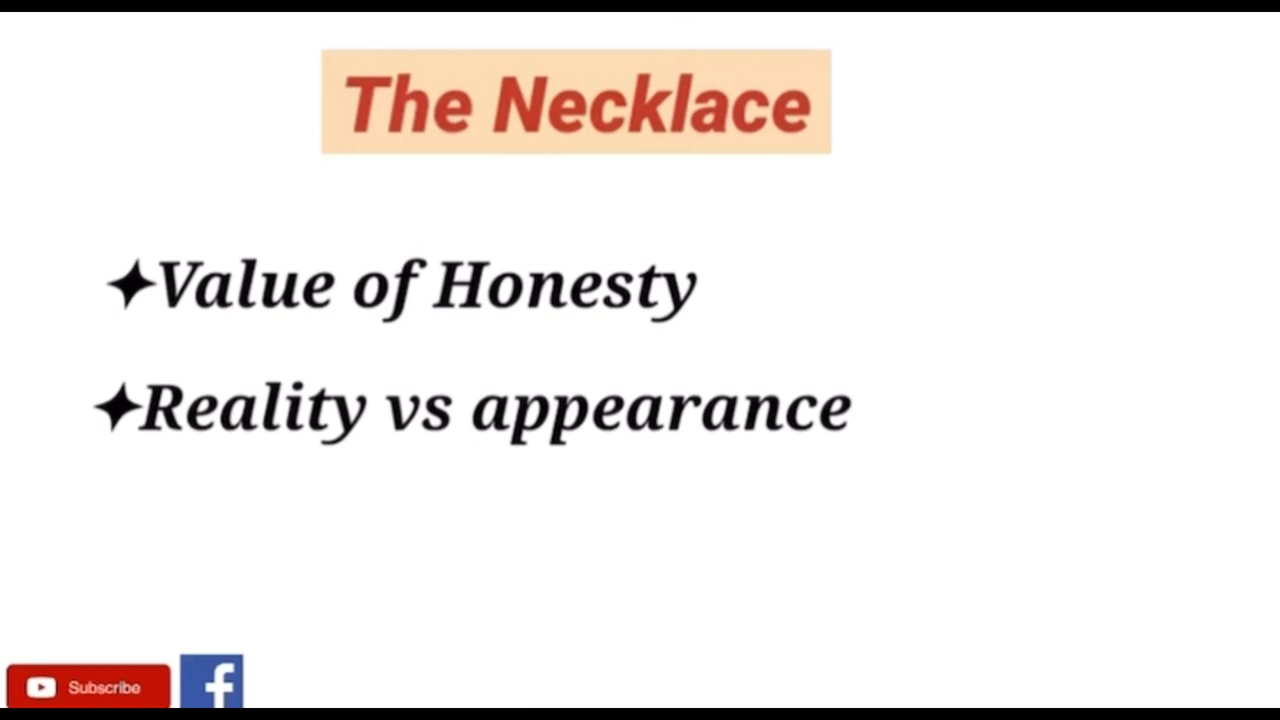 The Necklace
✦Value of Honesty
✦Reality vs appearance
Subscribe